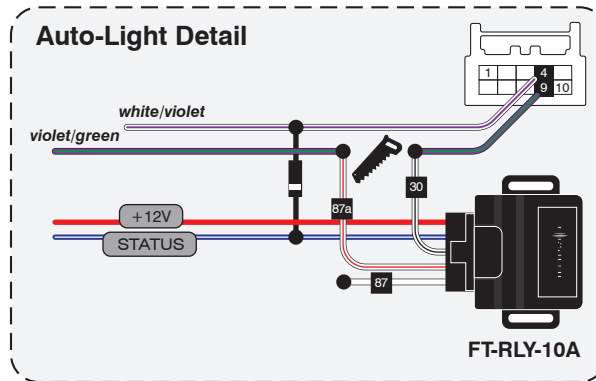 Auto-Light Detail
1
4
9 10
white/violet
violet/green
30
87a
+12V
STATUS
87
FT-RLY-10A